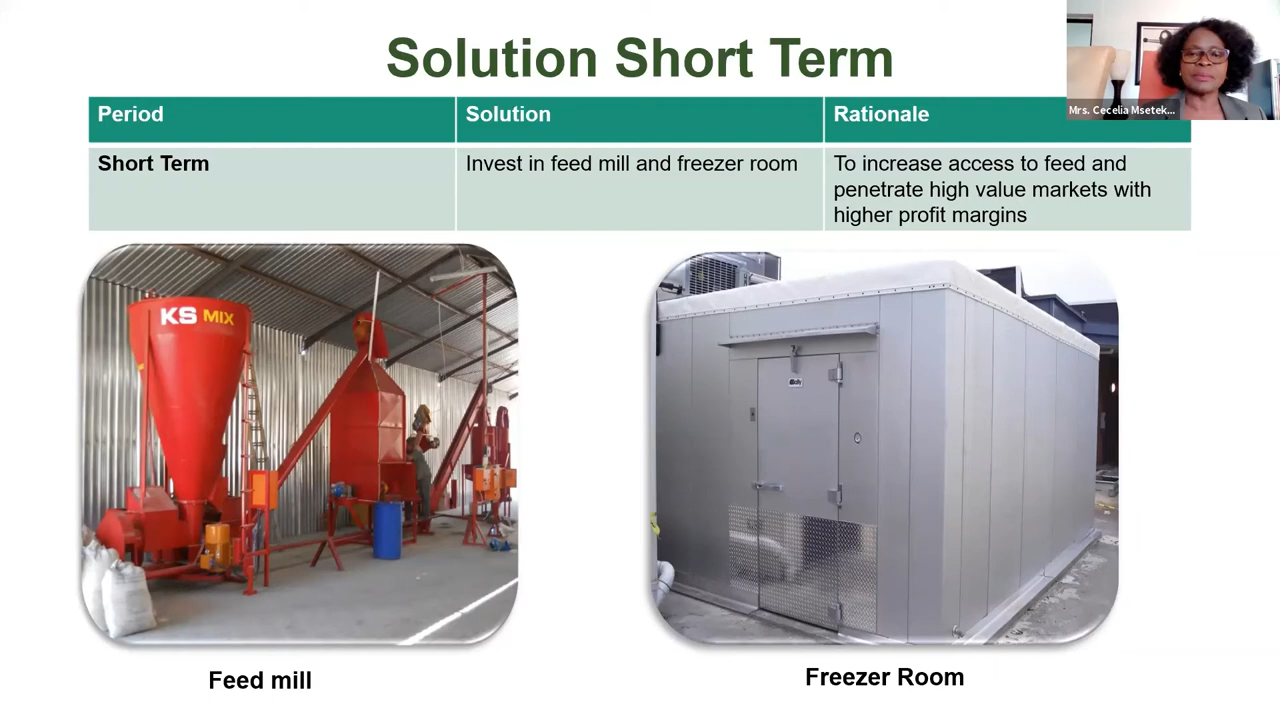 Solution Short Term
Mrs. Cecelia Msetek...
Period
Solution
Rationale
Short Term
Invest in feed mill and freezer room
To increase access to feed and
penetrate high value markets with
higher profit margins
KS MIX
Feed mill
Freezer Room